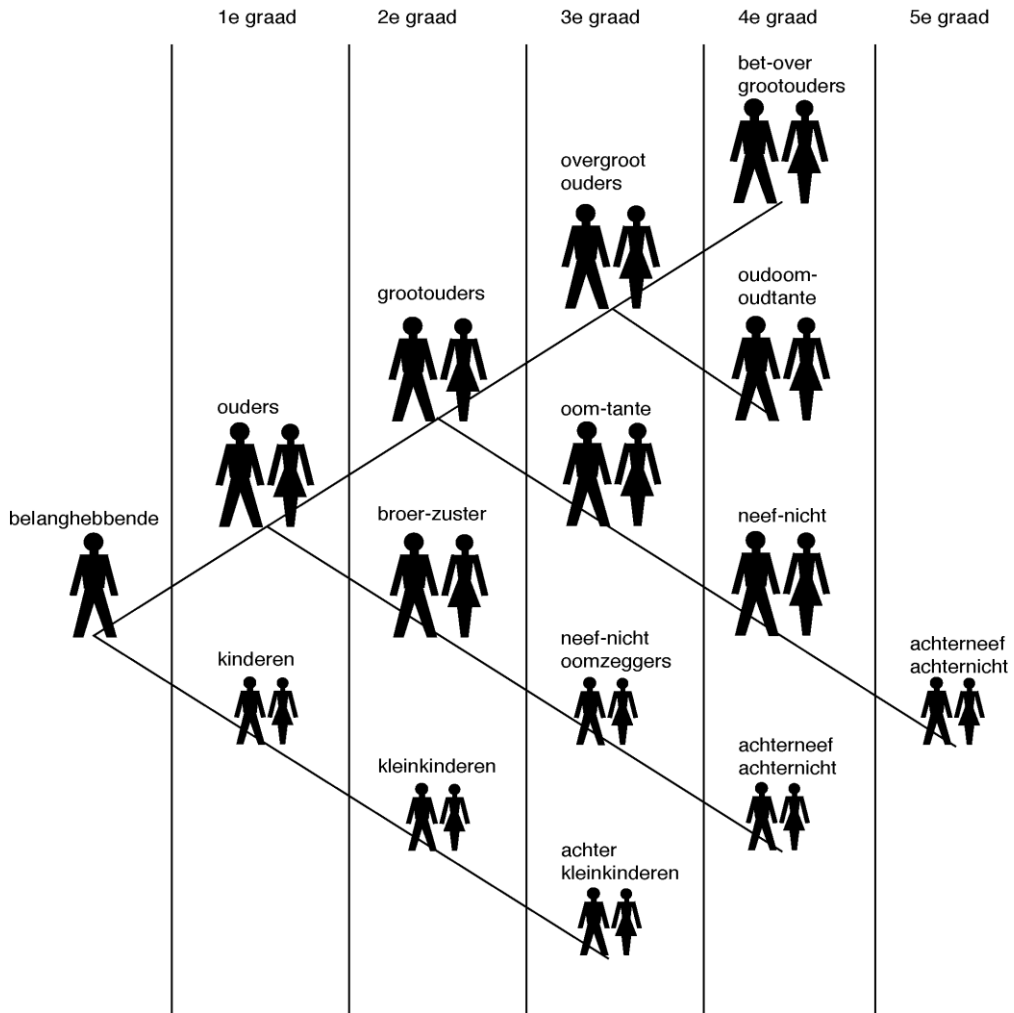 1e graad
2e graad
3e graad
4e graad
5e graad
bet-over
grootouders
overgroot
ouders
oudoom-
oudtante
grootouders
ouders
oom-tante
belanghebbende
broer-zuster
neef-nicht
kinderen
neef-nicht
oomzeggers
achterneef
achternicht
kleinkinderen
achterneef
achternicht
achter
kleinkinderen